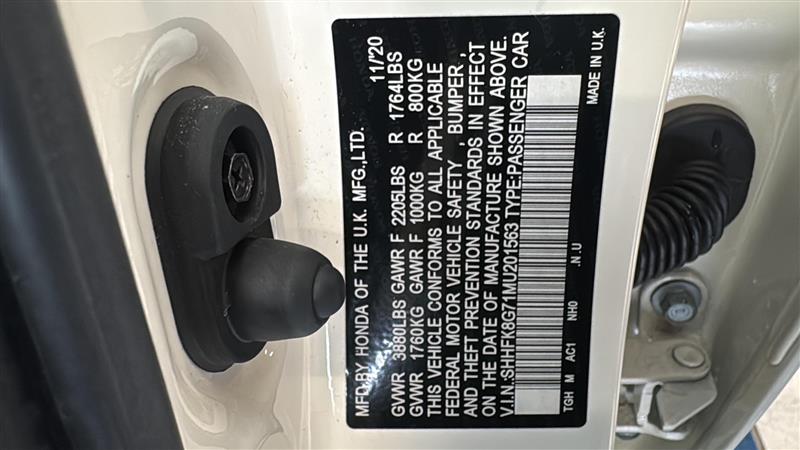 MFD.BY HONDA OF THE U.K. MFG.,LTD. 11/20
GVWR 3880LBS GAWR F 2205LBS R 1764LBS
GVWR 1760KG GAWR F 1000KG R 800KG
THIS VEHICLE CONFORMS TO ALL APPLICABLE
FEDERAL MOTOR VEHICLE SAFETY , BUMPER ,
AND THEFT PREVENTION STANDARDS IN EFFECT
ON THE DATE OF MANUFACTURE SHOWN ABOVE.
V.I.N.:SHHFK8G71MU201563 TYPE:PASSENGER CAR
TGH M AC1 NH0 .N.U MADE IN U.K.